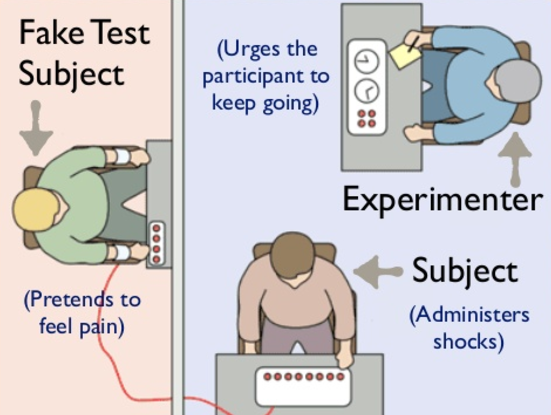 Fake Test
Subject
(Pretends to
feel pain)
(Urges the
participant to
keep going)
Experimenter
Subject
(Administers
shocks)